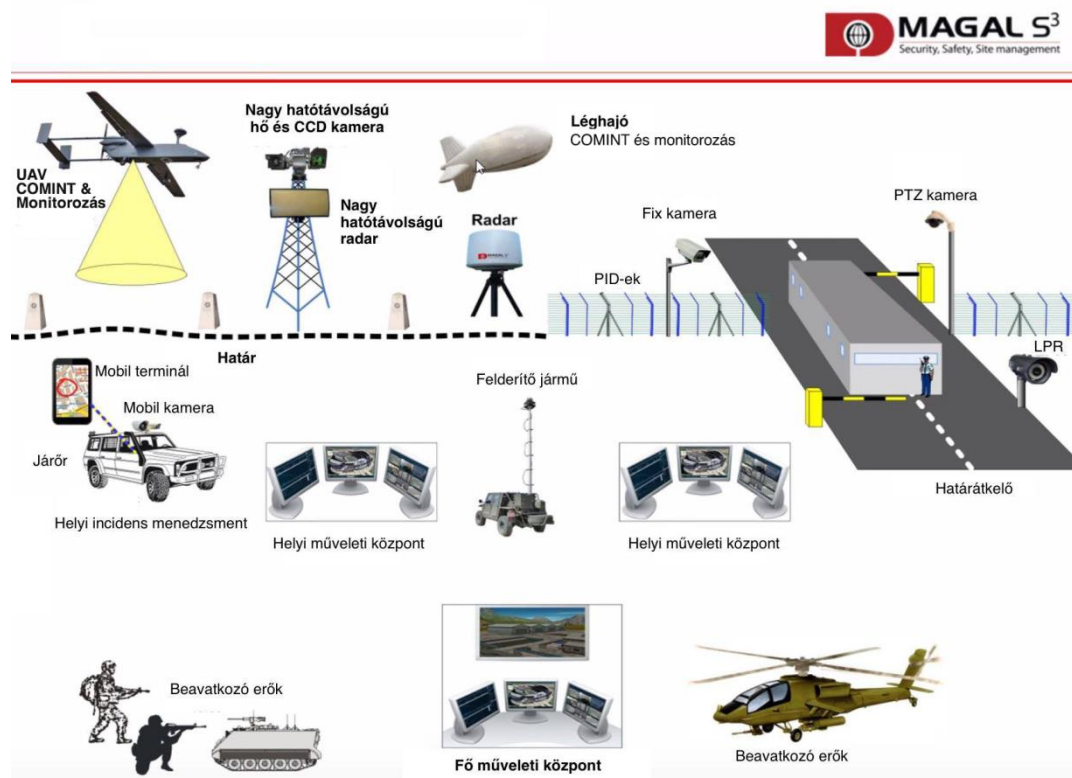 MAGAL S³
Security, Safety, Site management
Nagy hatótávolságú
hő és CCD kamera
Léghajó
COMINT és monitorozás
UAV
COMINT &
Monitorozás
Nagy
hatótávolságú
radar
Radar
MAGAL S³
Fix kamera
PTZ kamera
PID-ek
LPR
Határ
Mobil terminál
Mobil kamera
Járőr
Helyi incidens menedzsment
Felderítő jármű
Határátkelő
Helyi műveleti központ
Helyi műveleti központ
Beavatkozó erők
Fő műveleti központ
Beavatkozó erők